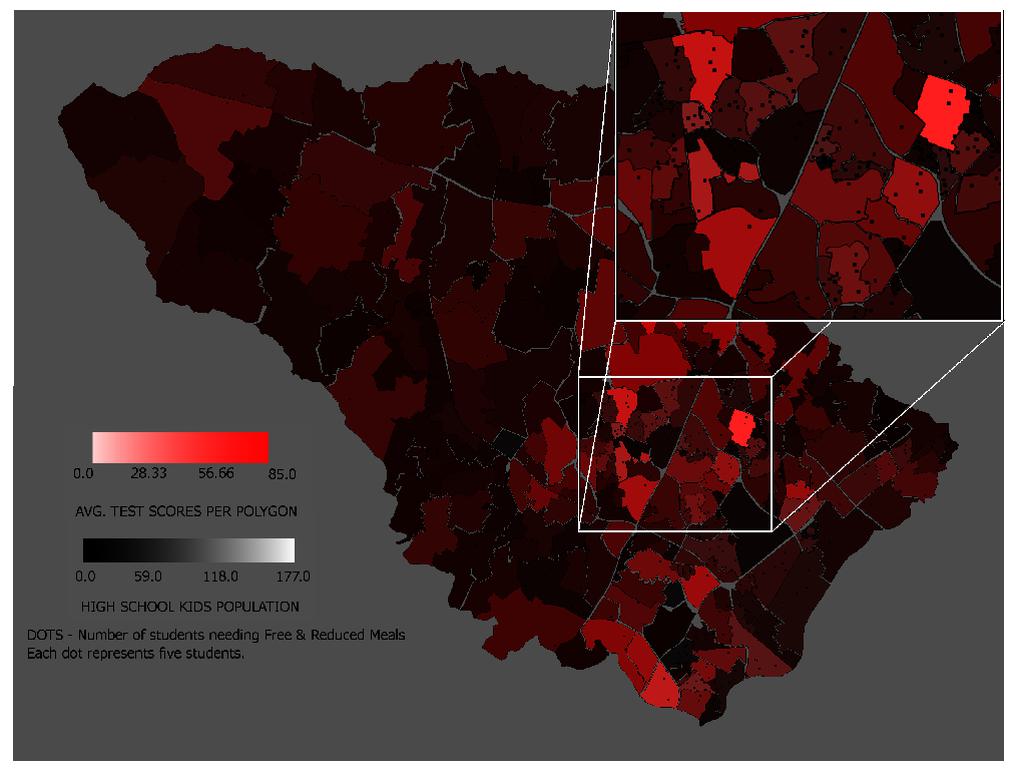 0.0 28.33 56.66 85.0
AVG. TEST SCORES PER POLYGON
0.0 59.0 118.0 177.0
HIGH SCHOOL KIDS POPULATION
DOTS - Number of students needing Free & Reduced Meals
Each dot represents five students.